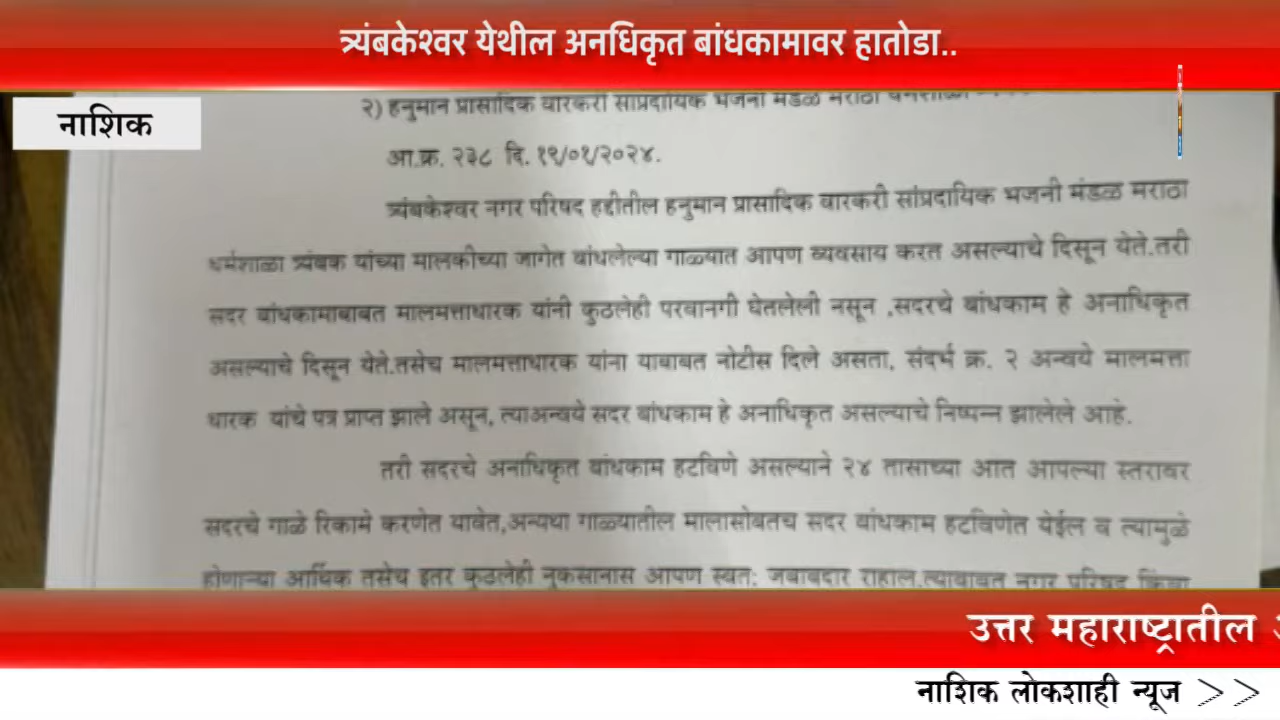 त्र्यंबकेश्वर येथील अनधिकृत बांधकामावर हातोडा..
नाशिक
२) हनुमान प्रासादिक वारकरी सांप्रदायिक भजनी मंडळ मराठा धर्मशाळा
आ.क्र. २३८ दि. १९/०१/२०२४.
त्र्यंबकेश्वर नगर परिषद हद्दीतील हनुमान प्रासादिक वारकरी सांप्रदायिक भजनी मंडळ मराठा
धर्मशाळा त्र्यंबक यांच्या मालकीच्या जागेत बांधलेल्या गाळ्यात आपण व्यवसाय करत असल्याचे दिसून येते.तरी
सदर बांधकामाबाबत मालमत्ताधारक यांनी कुठलेही परवानगी घेतलेली नसून ,सदरचे बांधकाम हे अनाधिकृत
असल्याचे दिसून येते.तसेच मालमत्ताधारक यांना याबाबत नोटीस दिले असता, संदर्भ क्र. २ अन्वये मालमत्ता
धारक यांचे पत्र प्राप्त झाले असून, त्याअन्वये सदर बांधकाम हे अनाधिकृत असल्याचे निष्पन्न झालेले आहे.
तरी सदरचे अनाधिकृत बांधकाम हटविणे असल्याने २४ तासाच्या आत आपल्या स्तरावर
सदरचे गाळे रिकामे करणेत यावेत,अन्यथा गाळ्यातील मालासोबतच सदर बांधकाम हटविणेत येईल व त्यामुळे
होणाऱ्या आर्थिक तसेच इतर कुठलेही नुकसानास आपण स्वत: जबाबदार राहाल.त्याबाबत नगर परिषद किंवा
उत्तर महाराष्ट्रातील
नाशिक लोकशाही न्यूज >>